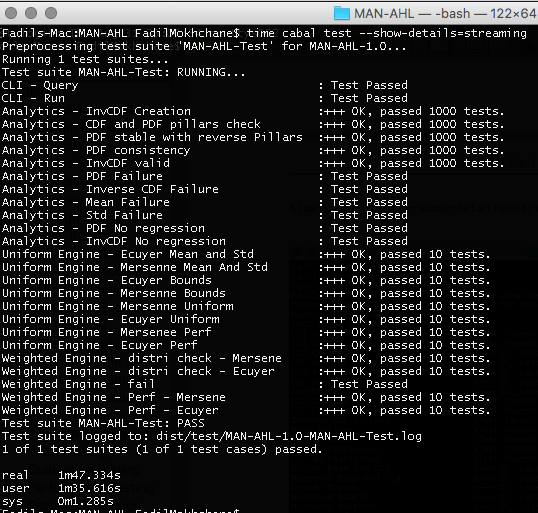 MAN-AHL — -bash — 122×64
Fadils-Mac:MAN-AHL FadilMokhchane$ time cabal test --show-details=streaming
Preprocessing test suite 'MAN-AHL-Test' for MAN-AHL-1.0...
Running 1 test suites...
Test suite MAN-AHL-Test: RUNNING...
CLI - Query : Test Passed
CLI - Run : Test Passed
Analytics - InvCDF Creation :+++ OK, passed 1000 tests.
Analytics - CDF and PDF pillars check :+++ OK, passed 1000 tests.
Analytics - PDF stable with reverse Pillars :+++ OK, passed 1000 tests.
Analytics - PDF consistency :+++ OK, passed 1000 tests.
Analytics - InvCDF valid :+++ OK, passed 1000 tests.
Analytics - PDF Failure : Test Passed
Analytics - Inverse CDF Failure : Test Passed
Analytics - Mean Failure : Test Passed
Analytics - Std Failure : Test Passed
Analytics - PDF No regression : Test Passed
Analytics - InvCDF No regression : Test Passed
Uniform Engine - Ecuyer Mean and Std :+++ OK, passed 10 tests.
Uniform Engine - Mersenne Mean And Std :+++ OK, passed 10 tests.
Uniform Engine - Ecuyer Bounds :+++ OK, passed 10 tests.
Uniform Engine - Mersenne Bounds :+++ OK, passed 10 tests.
Uniform Engine - Mersenne Uniform :+++ OK, passed 10 tests.
Uniform Engine - Ecuyer Uniform :+++ OK, passed 10 tests.
Uniform Engine - Mersenee Perf :+++ OK, passed 10 tests.
Uniform Engine - Ecuyer Perf :+++ OK, passed 10 tests.
Weighted Engine - distri check - Mersene :+++ OK, passed 10 tests.
Weighted Engine - distri check - Ecuyer :+++ OK, passed 10 tests.
Weighted Engine - fail : Test Passed
Weighted Engine - Perf - Mersene :+++ OK, passed 10 tests.
Weighted Engine - Perf - Ecuyer :+++ OK, passed 10 tests.
Test suite MAN-AHL-Test: PASS
Test suite logged to: dist/test/MAN-AHL-1.0-MAN-AHL-Test.log
1 of 1 test suites (1 of 1 test cases) passed.
real 1m47.334s
user 1m35.616s
sys 0m1.285s
Fadils-Mac:MAN-AHL FadilMokhchane$